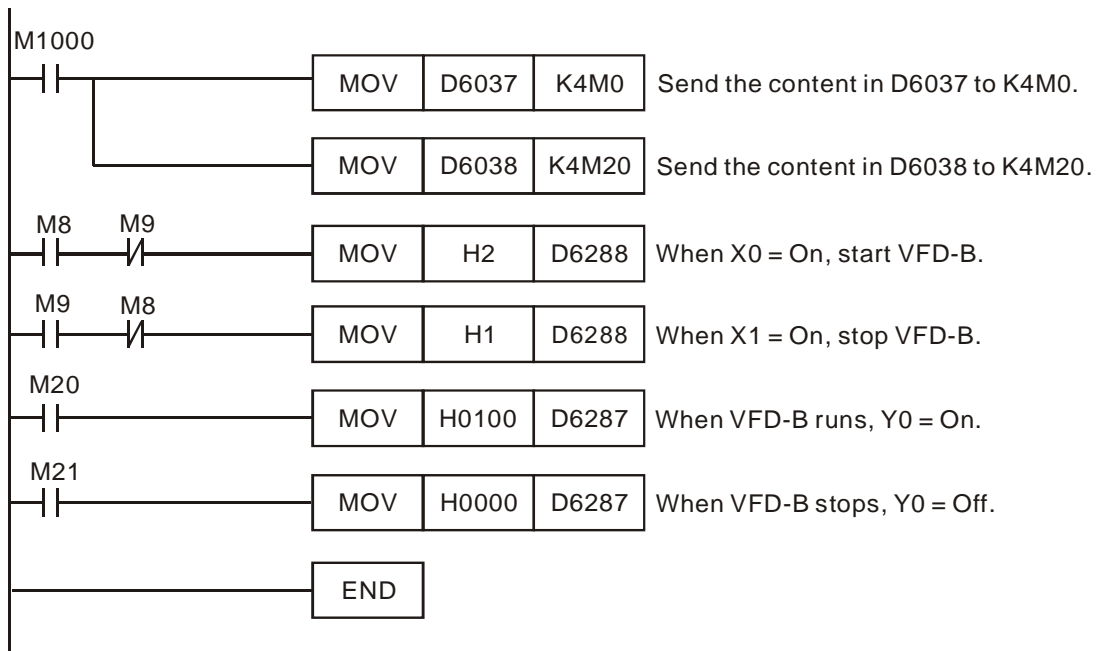 M1000
MOV D6037 K4M0 Send the content in D6037 to K4M0.
MOV D6038 K4M20 Send the content in D6038 to K4M20.
M8 M9
MOV H2 D6288 When X0 = On, start VFD-B.
M9 M8
MOV H1 D6288 When X1 = On, stop VFD-B.
M20
MOV H0100 D6287 When VFD-B runs, Y0 = On.
M21
MOV H0000 D6287 When VFD-B stops, Y0 = Off.
END